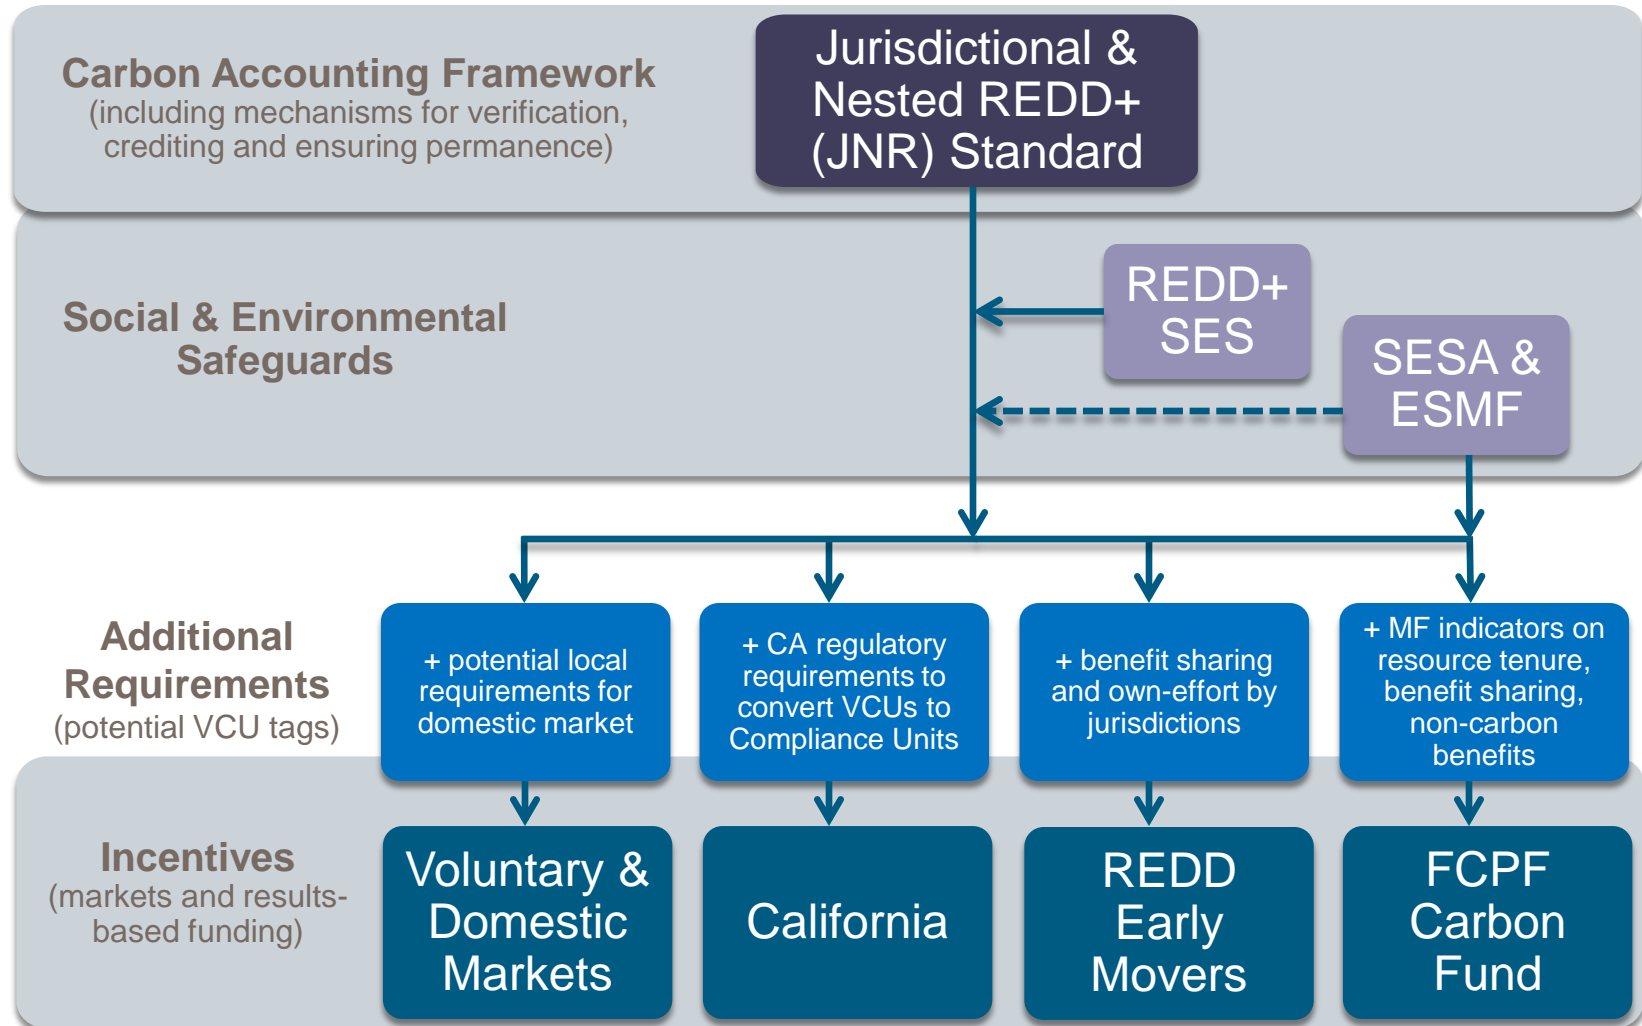 Carbon Accounting Framework
(including mechanisms for verification,
crediting and ensuring permanence)
Jurisdictional &
Nested REDD+
(JNR) Standard
Social & Environmental
Safeguards
REDD+
SES
SESA &
ESMF
Additional
Requirements
(potential VCU tags)
+ potential local
requirements for
domestic market
+ CA regulatory
requirements to
convert VCUs to
Compliance Units
+ benefit sharing
and own-effort by
jurisdictions
+ MF indicators on
resource tenure,
benefit sharing,
non-carbon
benefits
Incentives
(markets and results-
based funding)
Voluntary &
Domestic
Markets
California
REDD
Early
Movers
FCPF
Carbon
Fund